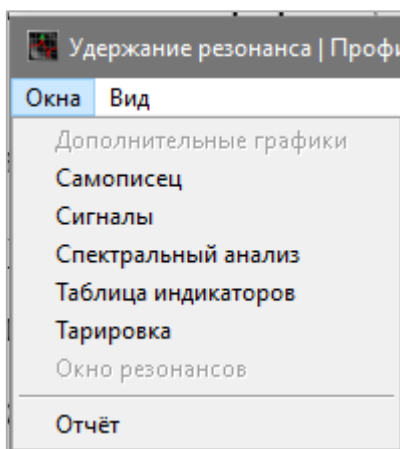 Удержание резонанса | Профи
Окна Вид
Дополнительные графики
Самописец
Сигналы
Спектральный анализ
Таблица индикаторов
Тарировка
Окно резонансов
Отчёт